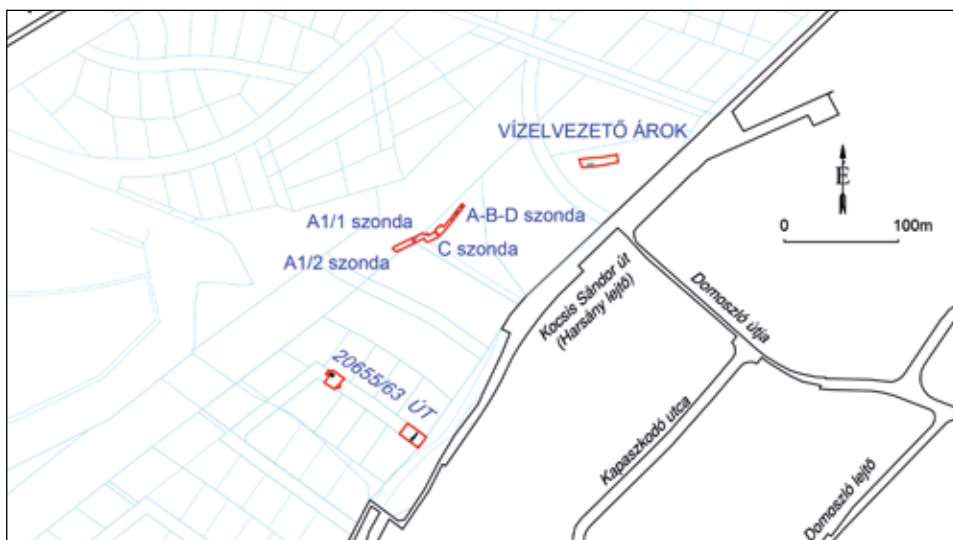 VÍZELVEZETŐ ÁROK
É
A1/1 szonda
A-B-D szonda
0 100m
C szonda
A1/2 szonda
Kocsis Sándor út
(Harsány lejtő)
Domoszló útja
20655/63 ÚT
Kapaszkodó utca
Domoszló lejtő